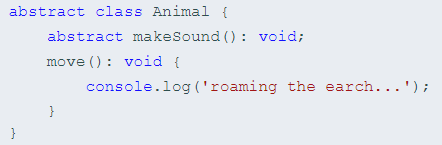 abstract class Animal {
    abstract makeSound(): void;
    move(): void {
        console.log('roaming the earch...');
    }
}